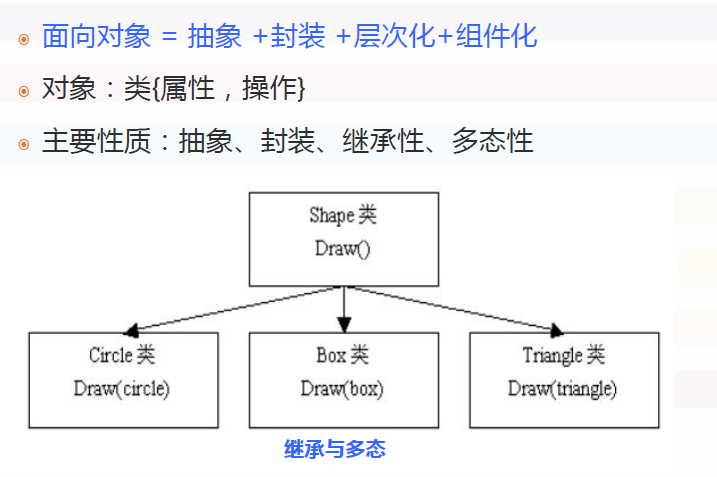 面向对象 = 抽象 +封装 +层次化+组件化
对象：类{属性，操作}
主要性质：抽象、封装、继承性、多态性
Shape 类
Draw()
Circle 类
Draw(circle)
Box 类
Draw(box)
Triangle 类
Draw(triangle)
继承与多态